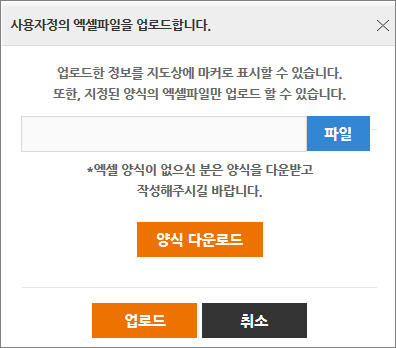 사용자정의 엑셀파일을 업로드합니다.
업로드한 정보를 지도상에 마커로 표시할 수 있습니다.
또한, 지정된 양식의 엑셀파일만 업로드 할 수 있습니다.
파일
*엑셀 양식이 없으신 분은 양식을 다운받고
작성해주시길 바랍니다.
양식 다운로드
업로드 취소